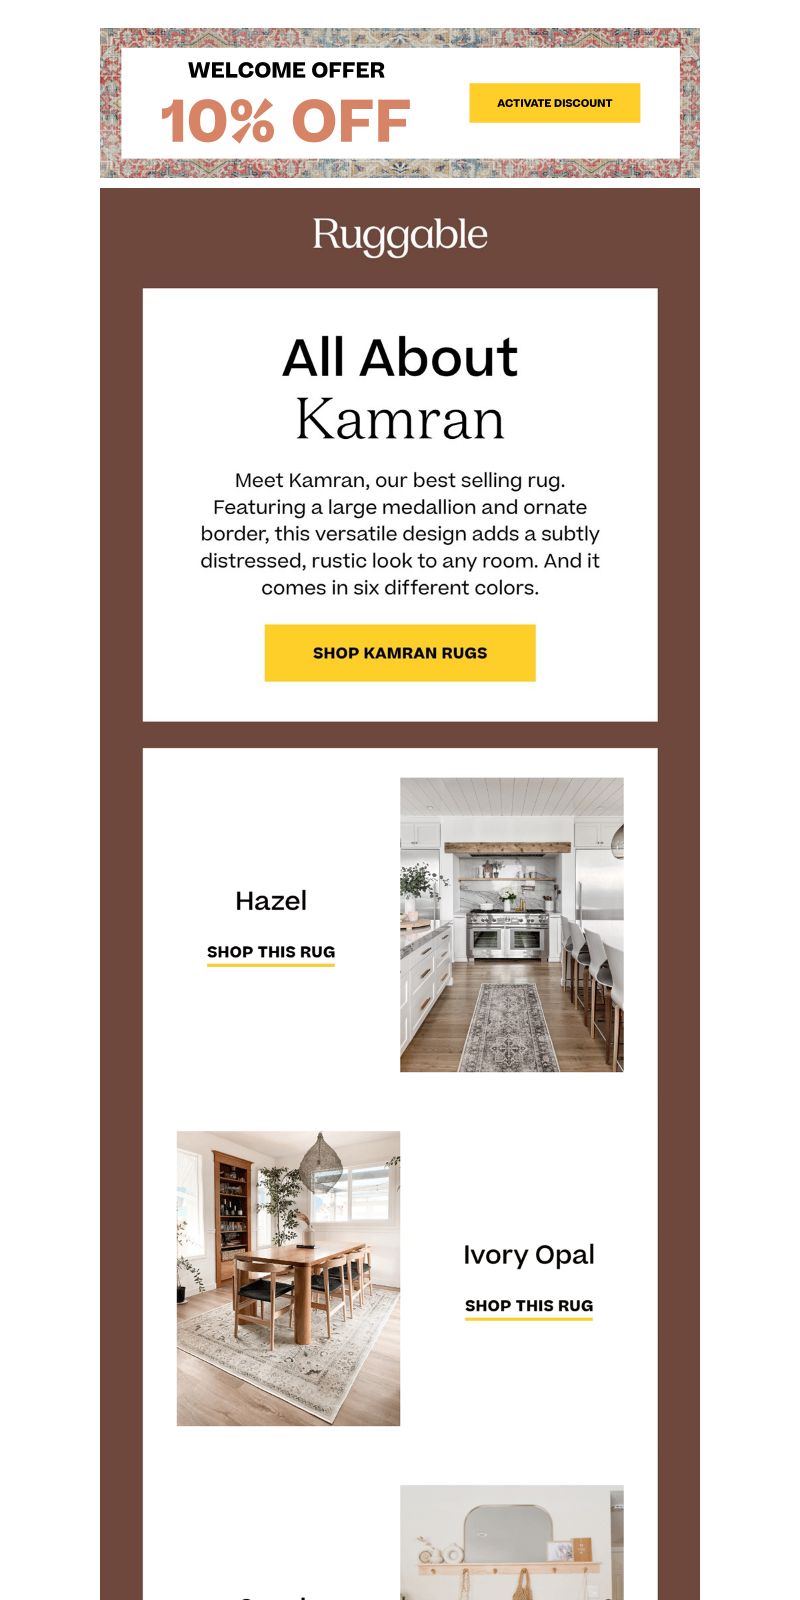 WELCOME OFFER
10% OFF
ACTIVATE DISCOUNT
Ruggable
All About
Kamran
Meet Kamran, our best selling rug.
Featuring a large medallion and ornate
border, this versatile design adds a subtly
distressed, rustic look to any room. And it
comes in six different colors.
SHOP KAMRAN RUGS
Hazel
SHOP THIS RUG
Ivory Opal
SHOP THIS RUG